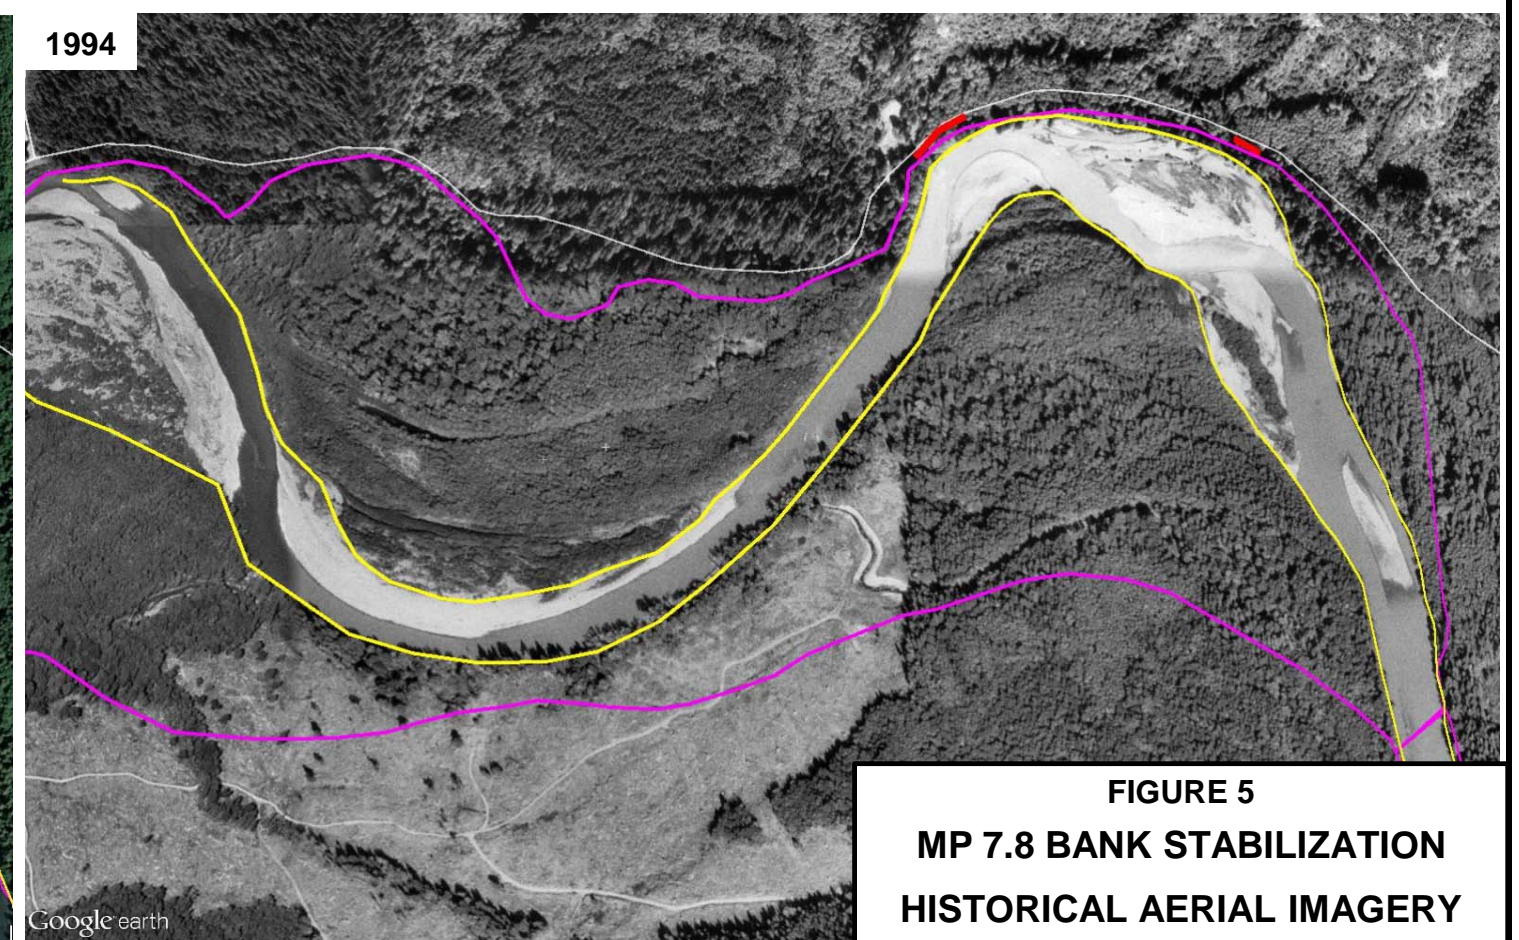 1994
FIGURE 5
MP 7.8 BANK STABILIZATION
HISTORICAL AERIAL IMAGERY
Google earth